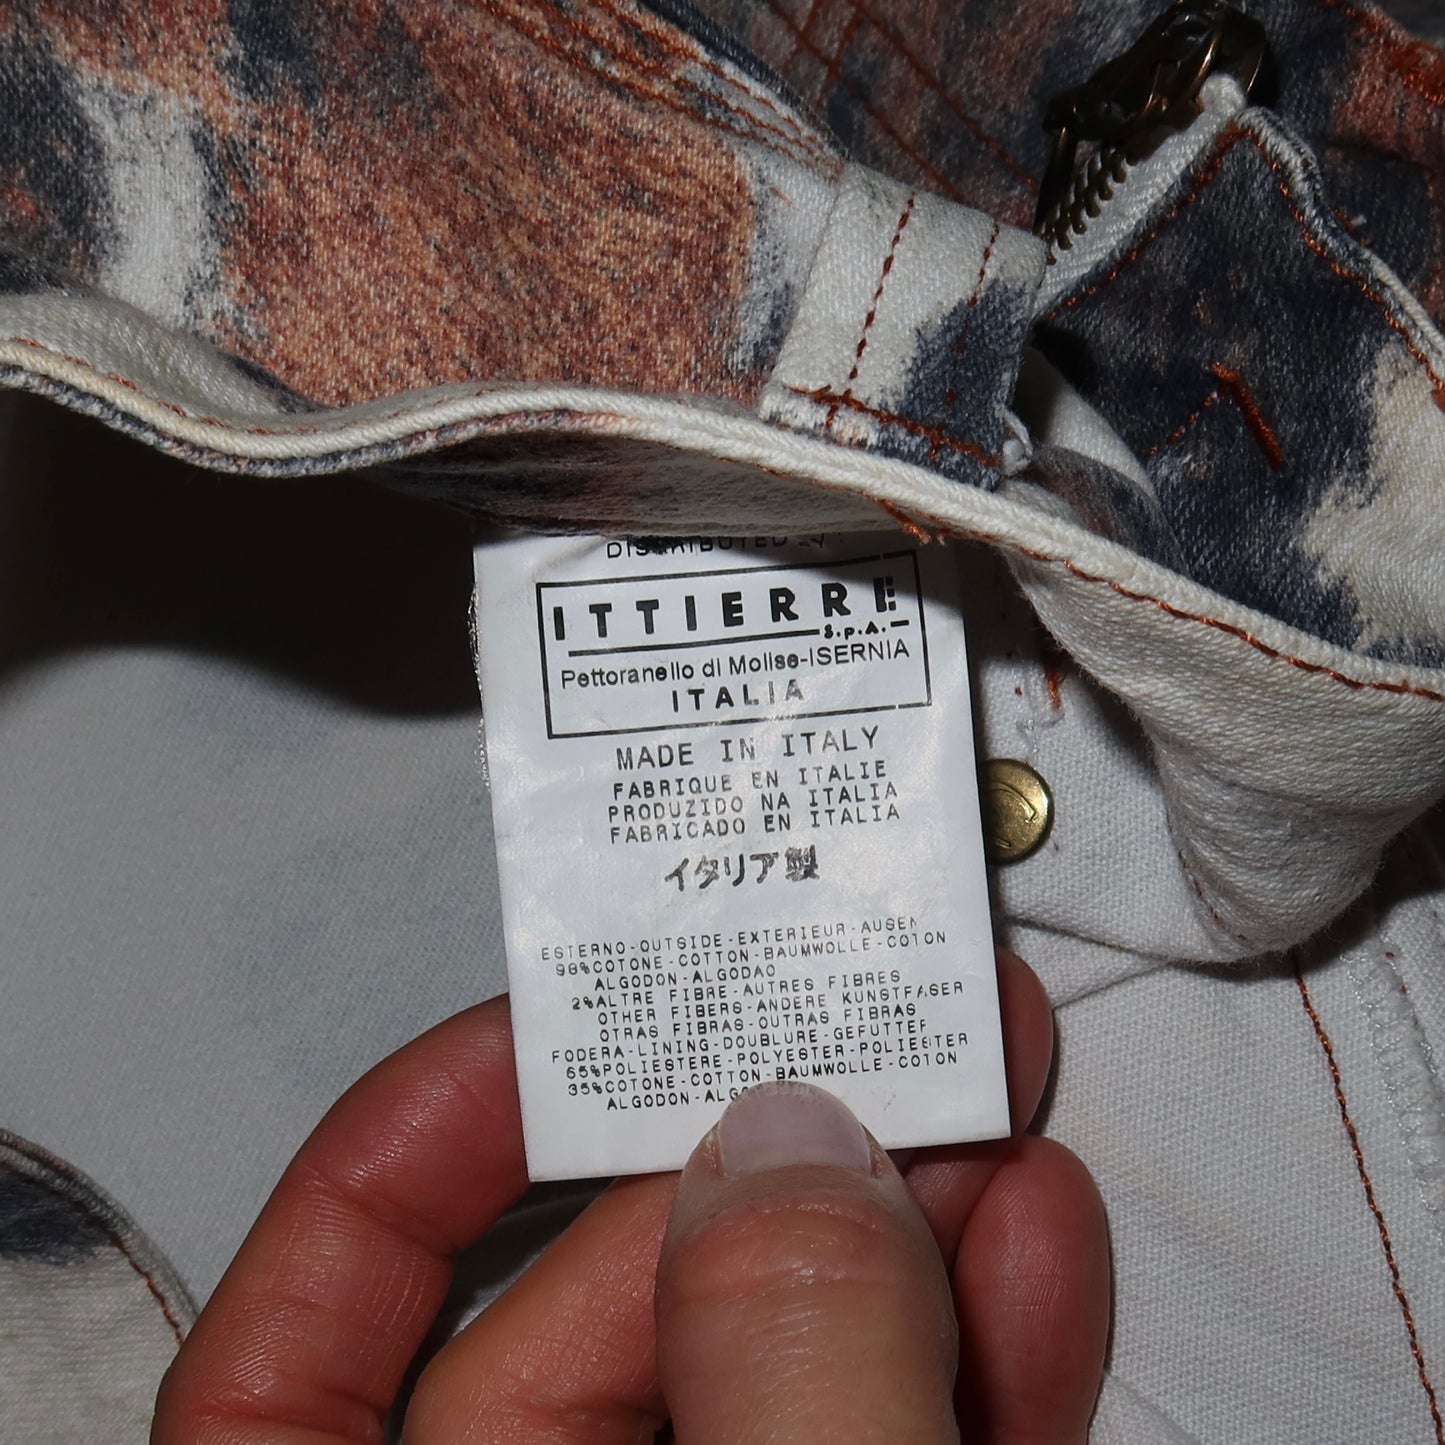 DISTRIBUTED
ITTIERRE
S.p.A.
Pettoranello di Molise-ISERNIA
ITALIA
MADE IN ITALY
FABRIQUE EN ITALIE
PRODUZIDO NA ITALIA
FABRICADO EN ITALIA
イタリア製
ESTERNO-OUTSIDE-EXTERIEUR-AUSEN
98%COTONE-COTTON-BAUMWOLLE-COTON
ALGODON-ALGODAO
2%ALTRE FIBRE-AUTRES FIBRES
OTHER FIBERS-ANDERE KUNSTFASER
OTRAS FIBRAS-OUTRAS FIBRAS
FODERA-LINING-DOUBLURE-GEFUTTER
65%POLIESTERE-POLYESTER-POLIESTER
35%COTONE-COTTON-BAUMWOLLE-COTON
ALGODON-